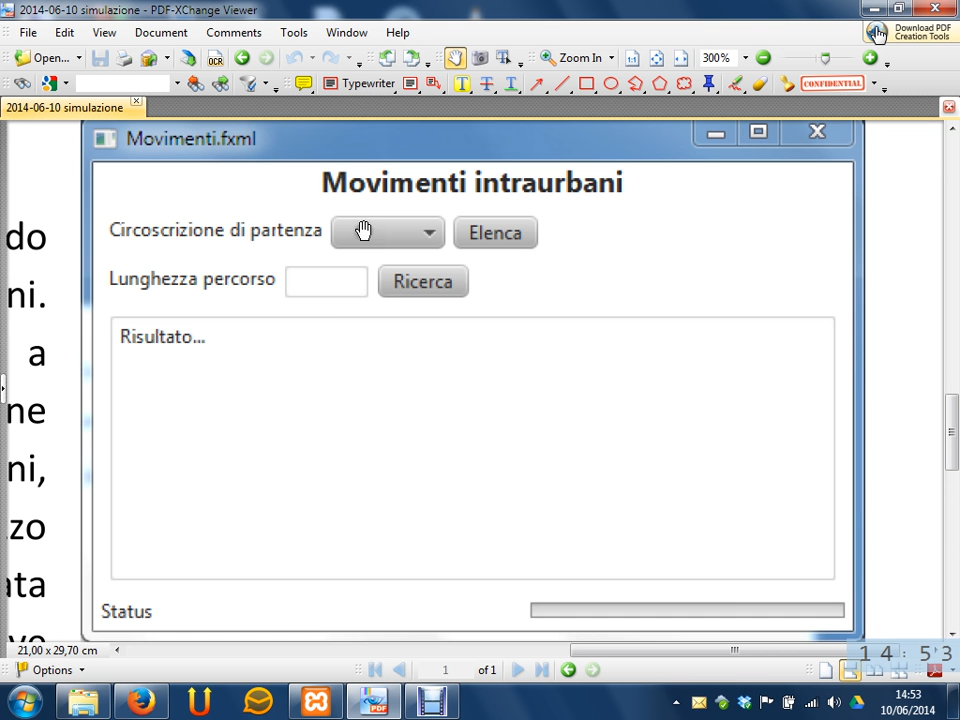 2014-06-10 simulazione - PDF-XChange Viewer
File Edit View Document Comments Tools Window Help
Download PDF
Creation Tools
Open...
OCR
Zoom In
300%
Typewriter
CONFIDENTIAL
2014-06-10 simulazione
Movimenti.fxml
Movimenti intraurbani
Circoscrizione di partenza
Elenca
Lunghezza percorso
Ricerca
Risultato...
Status
do
ni.
a
ne
ni,
zo
ata
21,00 x 29,70 cm
14:53
Options
1
of 1
PDF
14:53
10/06/2014